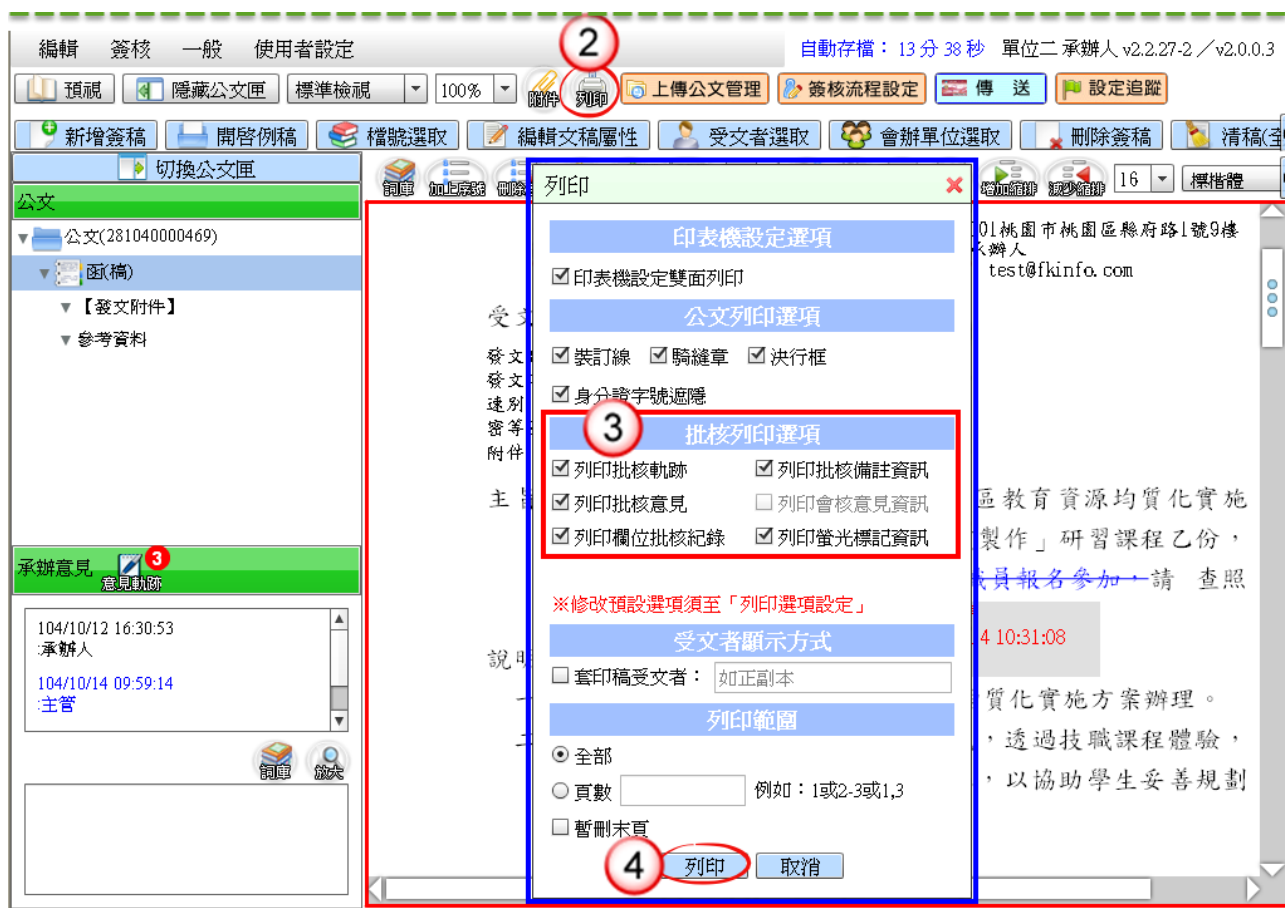 編輯 簽核 一般 使用者設定 ② 自動存檔：13分38秒 單位二 承辦人 v2.2.27-2／v2.0.0.3
預視 隱藏公文匣 標準檢視 100% 附件 列印 上傳公文管理 簽核流程設定 傳 送 設定追蹤
新增簽稿 開啓例稿 檔號選取 編輯文稿屬性 受文者選取 會辦單位選取 刪除簽稿 清稿(全
切換公文匣
詞庫 加上序號 刪除 增加縮排 減少縮排 16 標楷體
公文
公文(281040000469)
函(稿)
【發文附件】
參考資料
承辦意見 意見軌跡 3
104/10/12 16:30:53
:承辦人
104/10/14 09:59:14
:主管
詞庫 放大
列印
印表機設定選項
印表機設定雙面列印
公文列印選項
裝訂線 騎縫章 決行框
身分證字號遮隱
③ 批核列印選項
列印批核軌跡 列印批核備註資訊
列印批核意見 列印會核意見資訊
列印欄位批核紀錄 列印螢光標記資訊
※修改預設選項須至「列印選項設定」
受文者顯示方式
套印稿受文者： 如正副本
列印範圍
全部
頁數 例如：1或2-3或1,3
暫刪末頁
④ 列印 取消
01桃園市桃園區縣府路1號9樓
辦人
test@fkinfo.com
受文
發文
發文
速別
密等
附件
主旨 區教育資源均質化實施
製作」研習課程乙份，
員報名參加，請 查照
4 10:31:08
說明
一 質化實施方案辦理。
二 ，透過技職課程體驗，
，以協助學生妥善規劃